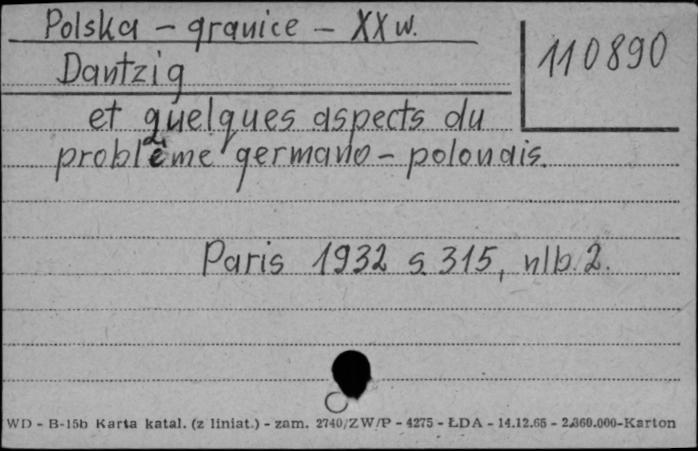 Polska - granice - XX w.
110890
Dantzig
et quelques aspects du
problème germano - polonais.
Paris 1932 s. 315, nlb. 2.
WD - B-15b Karta katal. (z liniat.) - zam. 2740/ZW/P - 4275 - ŁDA - 14.12.65 - 2.360.000-Karton